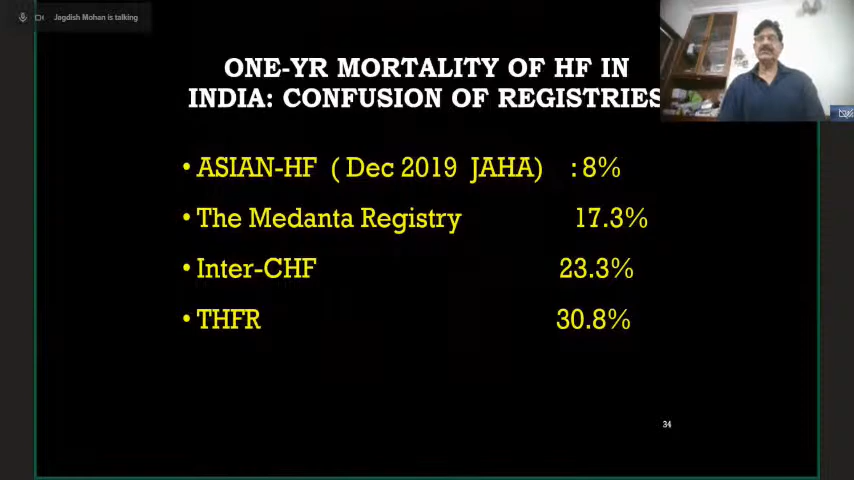 Jagdish Mohan is talking
ONE-YR MORTALITY OF HF IN
INDIA: CONFUSION OF REGISTRIES
• ASIAN-HF ( Dec 2019 JAHA) : 8%
• The Medanta Registry 17.3%
• Inter-CHF 23.3%
• THFR 30.8%
34